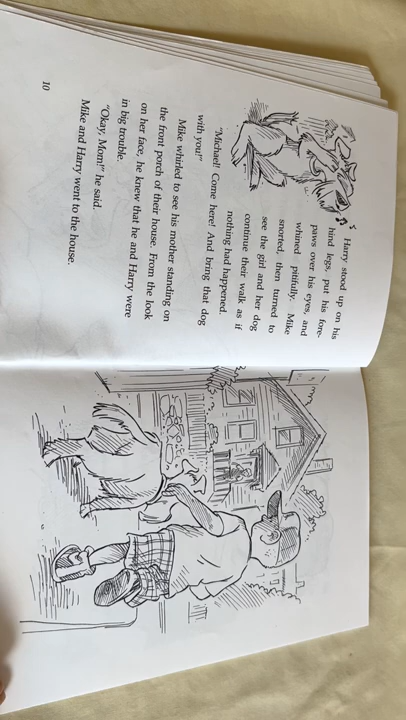 Harry stood up on his
hind legs, put his fore-
paws over his eyes, and
whined pitifully. Mike
snorted, then turned to
see the girl and her dog
continue their walk as if
nothing had happened.
"Michael! Come here! And bring that dog
with you!"
Mike whirled to see his mother standing on
the front porch of their house. From the look
on her face, he knew that he and Harry were
in big trouble.
"Okay, Mom!" he said.
Mike and Harry went to the house.
10